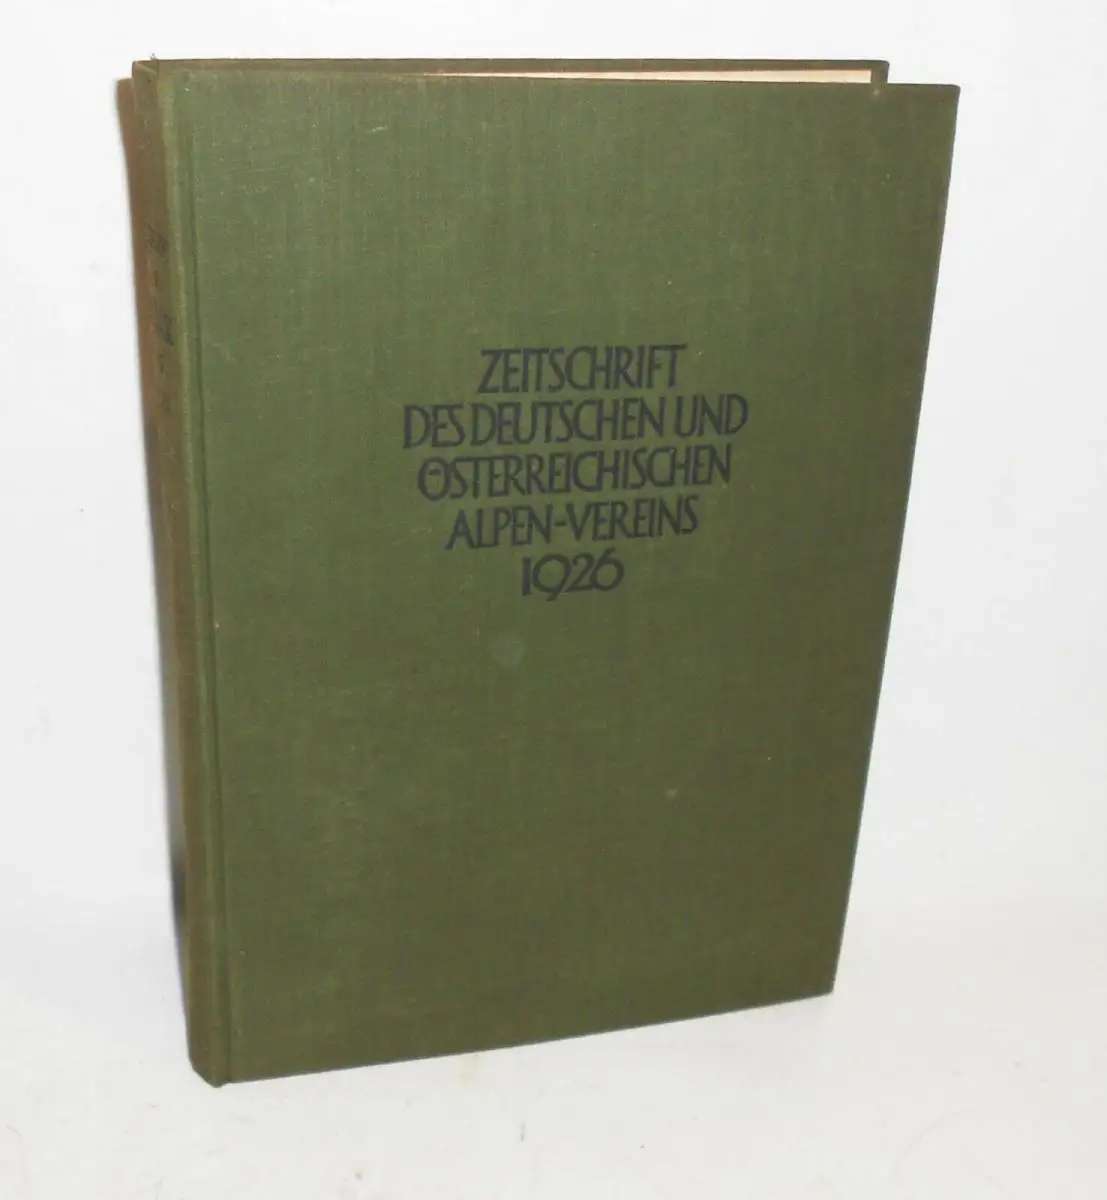 ZEITSCHRIFT
DES DEUTSCHEN UND
ÖSTERREICHISCHEN
ALPEN-VEREINS
1926